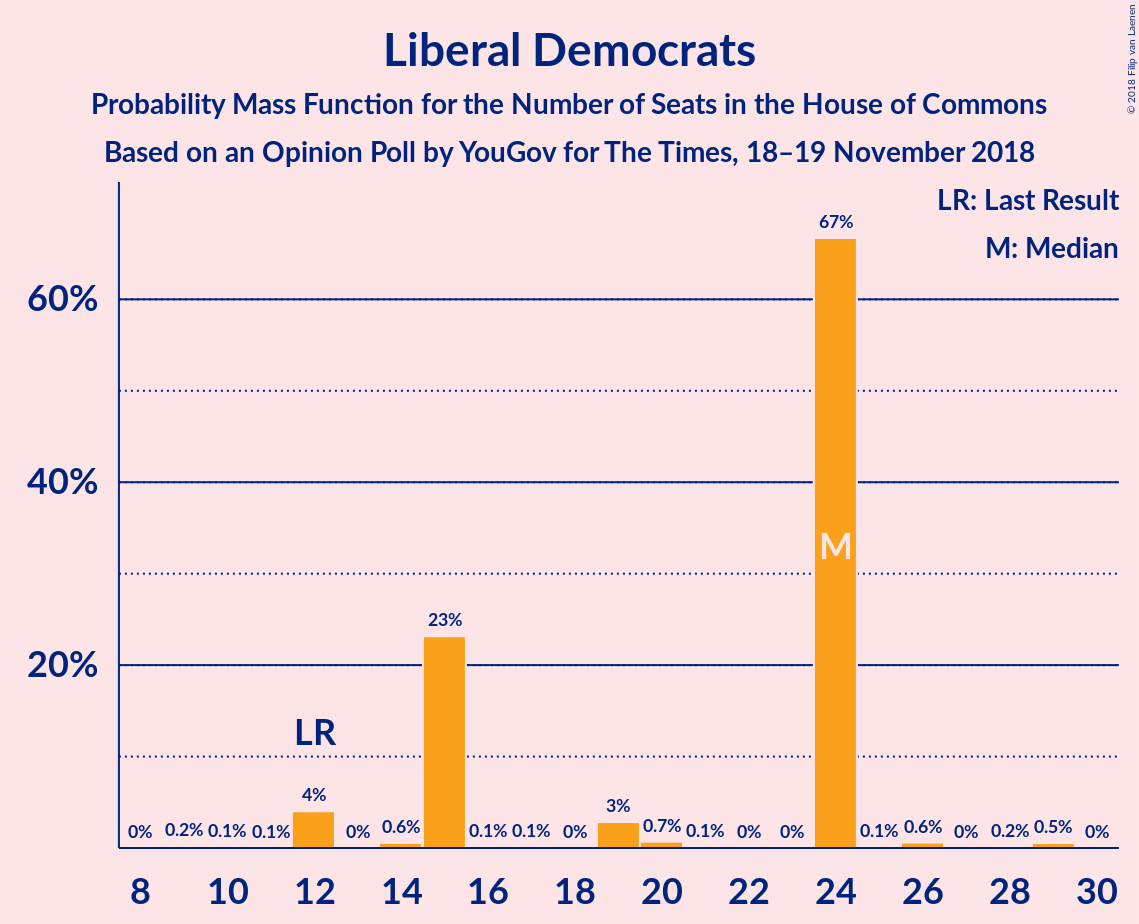 Liberal Democrats
Probability Mass Function for the Number of Seats in the House of Commons
Based on an Opinion Poll by YouGov for The Times, 18–19 November 2018
© 2018 Filip van Laenen
LR: Last Result
M: Median
60%
40%
20%
67%
M
23%
LR
4%
3%
0% 0.2% 0.1% 0.1% 0% 0.6% 0.1% 0.1% 0% 0.7% 0.1% 0% 0% 0.1% 0.6% 0% 0.2% 0.5% 0%
8 10 12 14 16 18 20 22 24 26 28 30